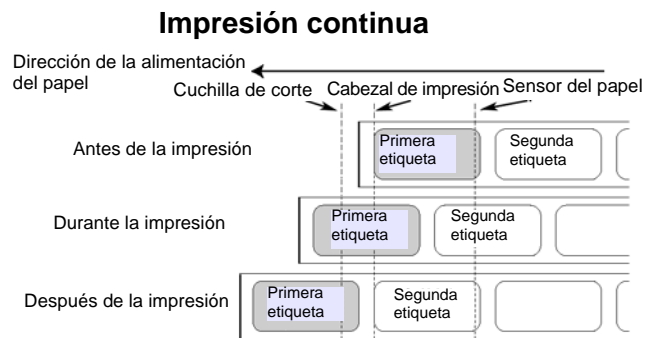 Impresión continua
Dirección de la alimentación
del papel
Cuchilla de corte
Cabezal de impresión
Sensor del papel
Antes de la impresión
Primera
etiqueta
Segunda
etiqueta
Durante la impresión
Primera
etiqueta
Segunda
etiqueta
Después de la impresión
Primera
etiqueta
Segunda
etiqueta